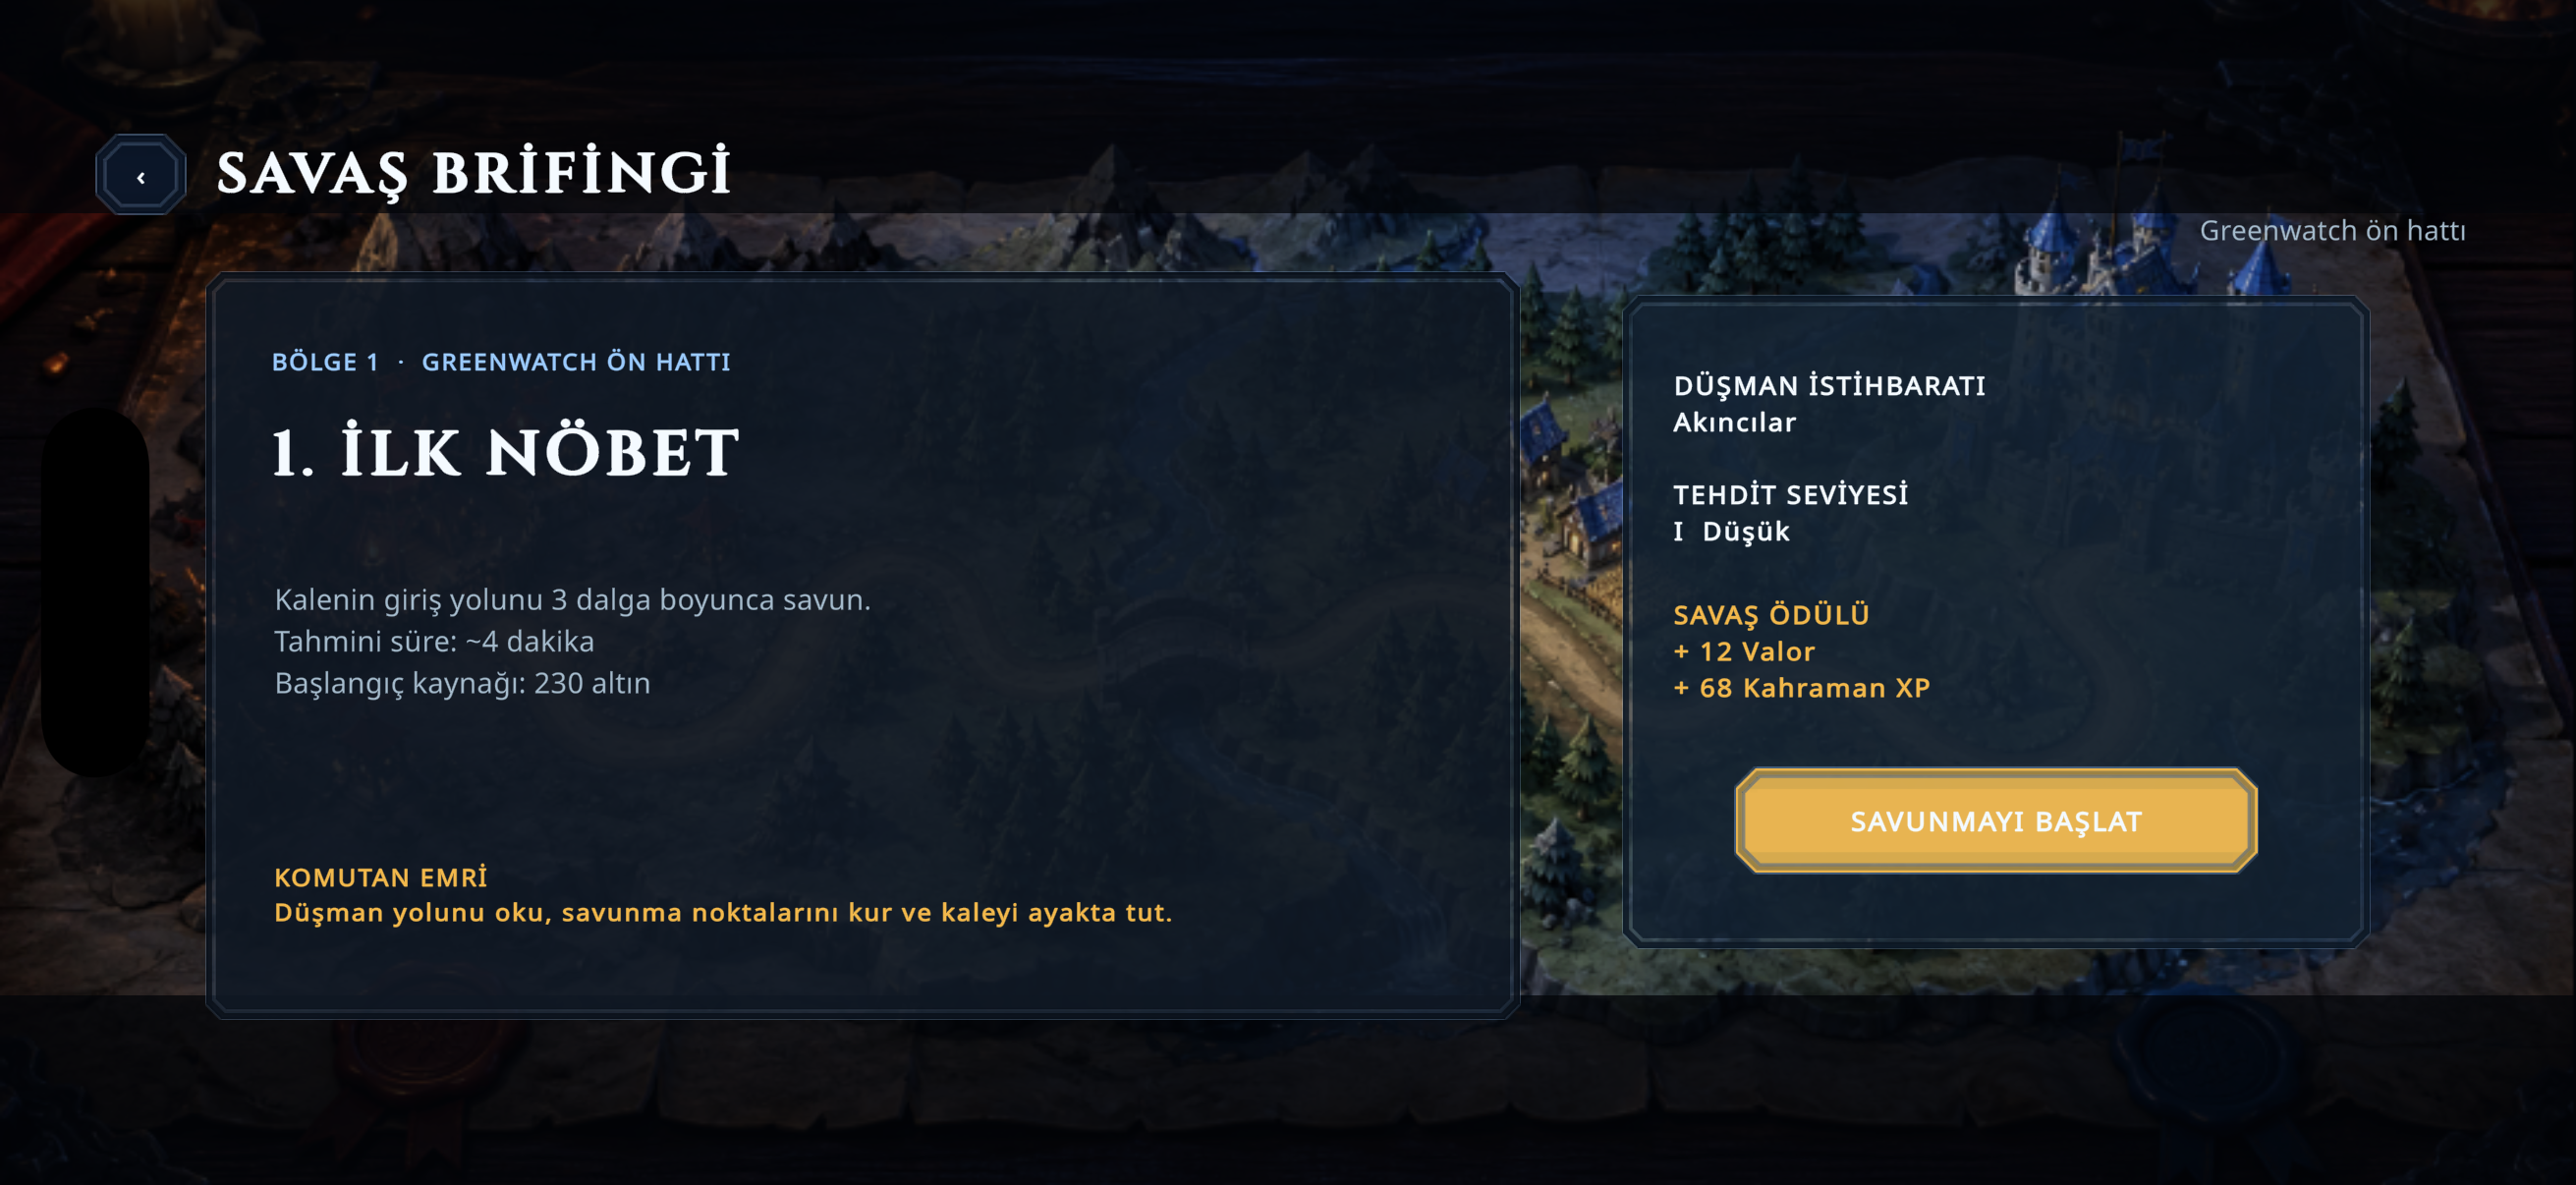 ‹ SAVAŞ BRİFİNGİ
Greenwatch ön hattı
BÖLGE 1 · GREENWATCH ÖN HATTI
1. İLK NÖBET
Kalenin giriş yolunu 3 dalga boyunca savun.
Tahmini süre: ~4 dakika
Başlangıç kaynağı: 230 altın
KOMUTAN EMRİ
Düşman yolunu oku, savunma noktalarını kur ve kaleyi ayakta tut.
DÜŞMAN İSTİHBARATI
Akıncılar
TEHDİT SEVİYESİ
I Düşük
SAVAŞ ÖDÜLÜ
+ 12 Valor
+ 68 Kahraman XP
SAVUNMAYI BAŞLAT